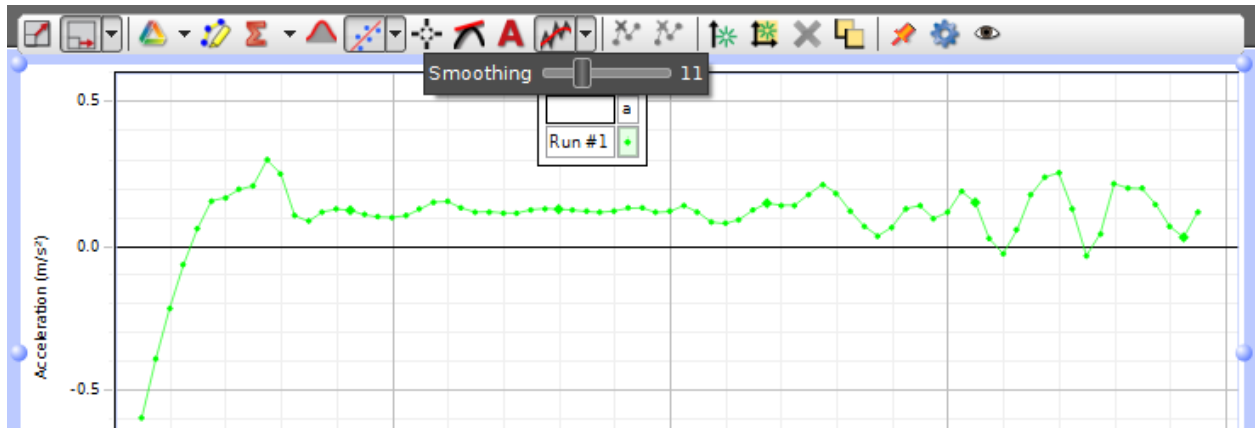 A
Smoothing 11
0.5
a
Run #1
0.0
Acceleration (m/s²)
-0.5